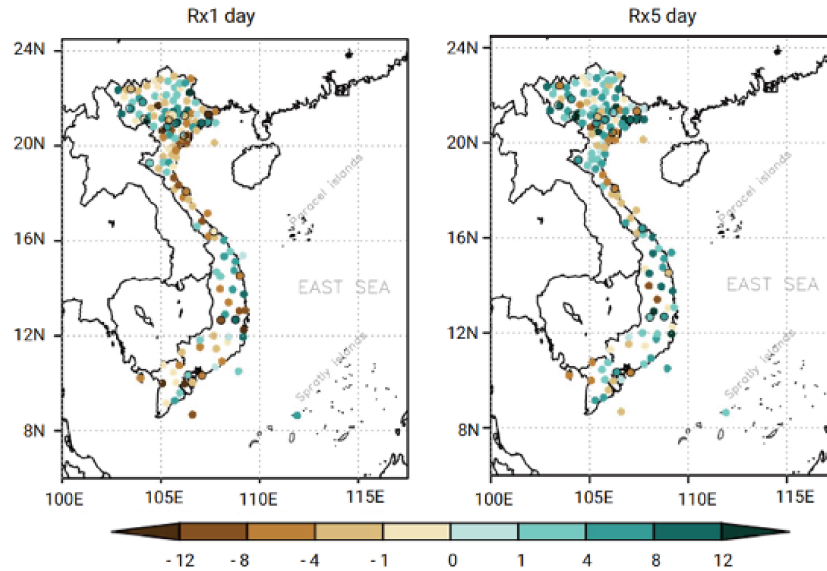 Rx1 day
Rx5 day
24N
20N
16N
12N
8N
100E
105E
110E
115E
Paracel islands
EAST SEA
Spratly islands
24N
20N
16N
12N
8N
100E
105E
110E
115E
Paracel islands
EAST SEA
Spratly islands
-12
-8
-4
-1
0
1
4
8
12